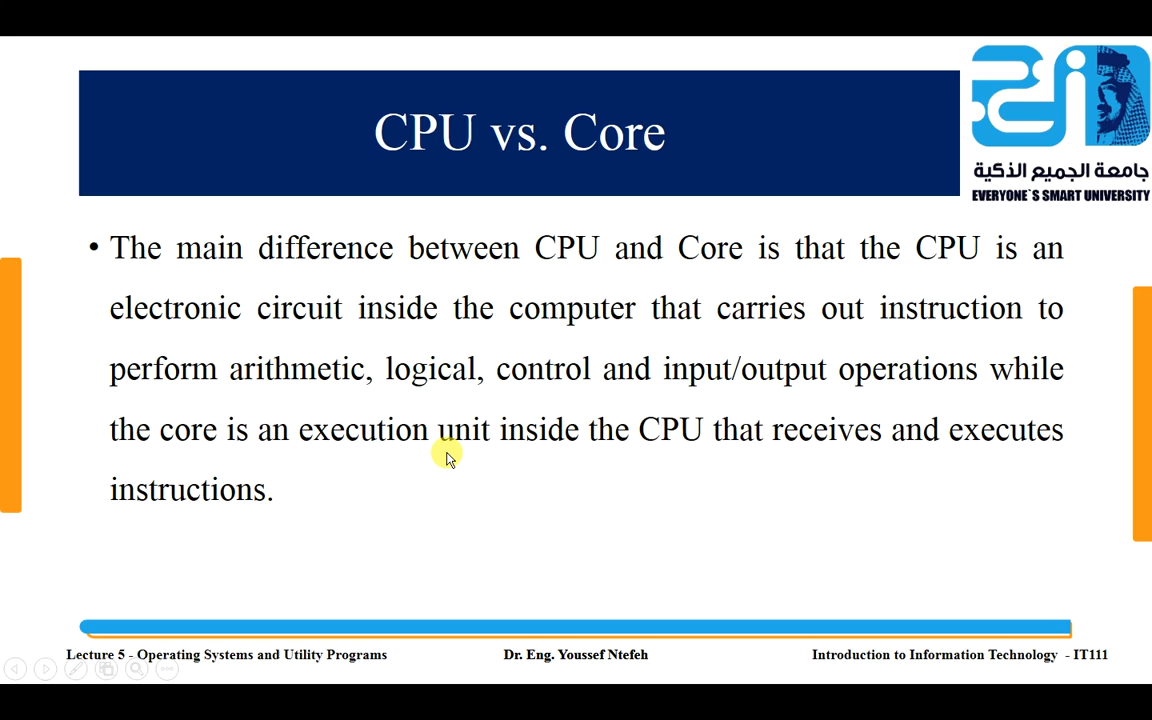 CPU vs. Core
جامعة الجميع الذكية
EVERYONE`S SMART UNIVERSITY
• The main difference between CPU and Core is that the CPU is an
electronic circuit inside the computer that carries out instruction to
perform arithmetic, logical, control and input/output operations while
the core is an execution unit inside the CPU that receives and executes
instructions.
Lecture 5 - Operating Systems and Utility Programs
Dr. Eng. Youssef Ntefeh
Introduction to Information Technology - IT111